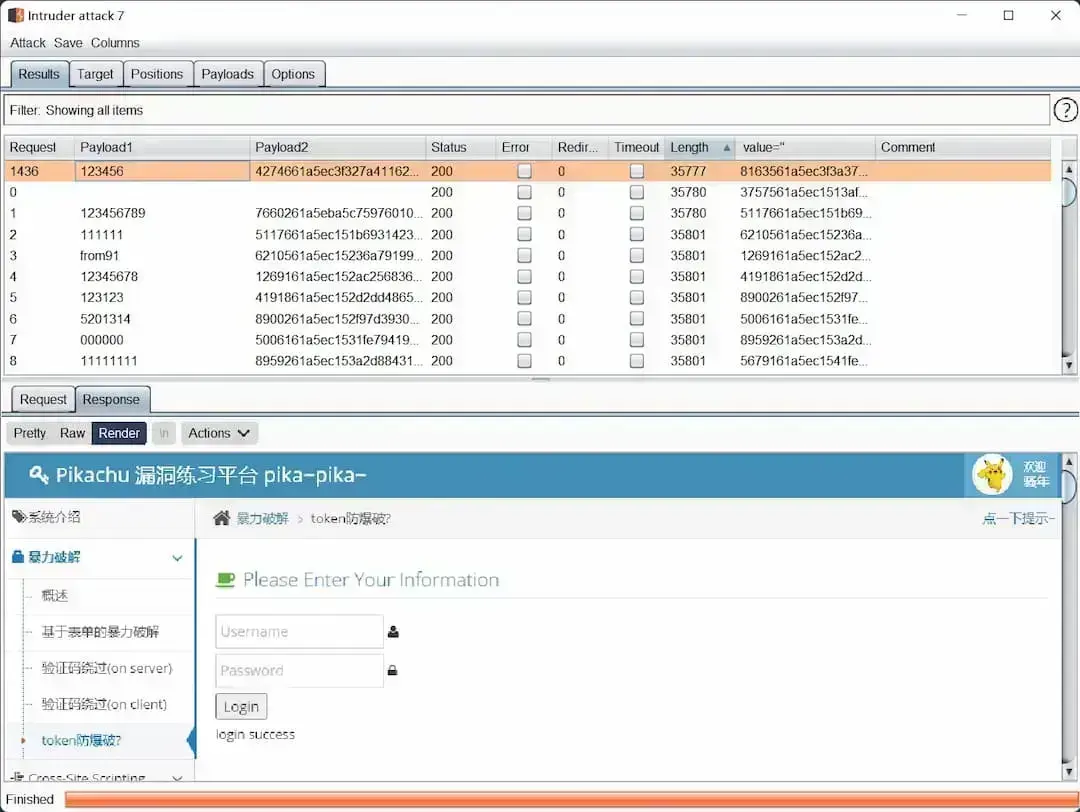 Intruder attack 7
Attack Save Columns
Results Target Positions Payloads Options
Filter: Showing all items
?
Request Payload1 Payload2 Status Error Redir... Timeout Length value=" Comment
1436 123456 4274661a5ec3f327a41162... 200 0 35777 8163561a5ec3f3a37...
0 200 0 35780 3757561a5ec1513af...
1 123456789 7660261a5eba5c75976010... 200 0 35780 5117661a5ec151b69...
2 111111 5117661a5ec151b6931423... 200 0 35801 6210561a5ec15236a...
3 from91 6210561a5ec15236a79199... 200 0 35801 1269161a5ec152ac2...
4 12345678 1269161a5ec152ac256836... 200 0 35801 4191861a5ec152d2d...
5 123123 4191861a5ec152d2dd4865... 200 0 35801 8900261a5ec152f97...
6 5201314 8900261a5ec152f97d3930... 200 0 35801 5006161a5ec1531fe...
7 000000 5006161a5ec1531fe79419... 200 0 35801 8959261a5ec153a2d...
8 11111111 8959261a5ec153a2d88431... 200 0 35801 5679161a5ec1541fe...
Request Response
Pretty Raw Render \n Actions
Pikachu 漏洞练习平台 pika~pika~
欢迎
骚年
系统介绍
暴力破解 > token防爆破?
点一下提示~
暴力破解
Please Enter Your Information
概述
基于表单的暴力破解
Username
验证码绕过(on server)
Password
验证码绕过(on client)
Login
token防爆破?
login success
Cross-Site Scripting
Finished